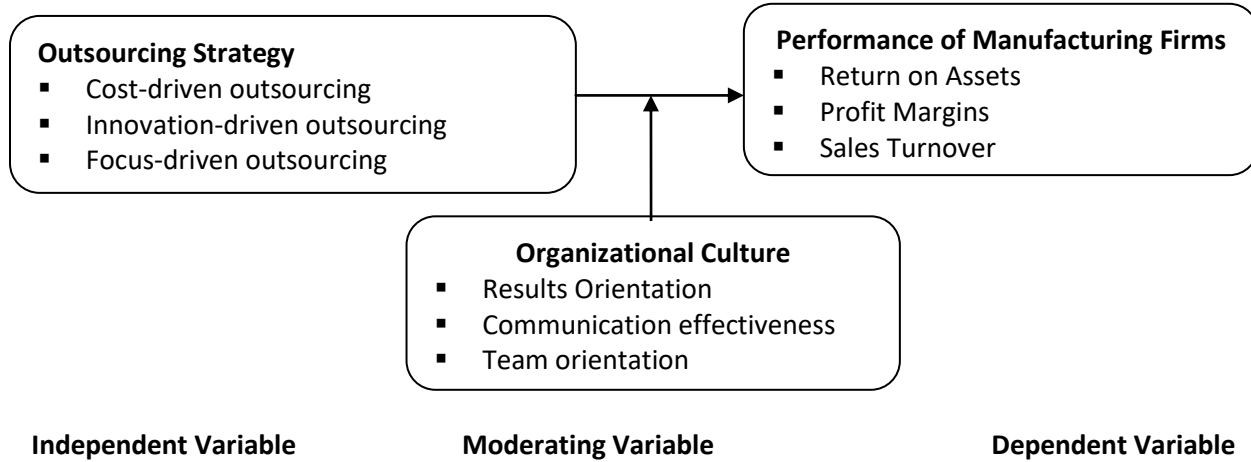 Outsourcing Strategy
▪ Cost-driven outsourcing
▪ Innovation-driven outsourcing
▪ Focus-driven outsourcing
Performance of Manufacturing Firms
▪ Return on Assets
▪ Profit Margins
▪ Sales Turnover
Organizational Culture
▪ Results Orientation
▪ Communication effectiveness
▪ Team orientation
Independent Variable
Moderating Variable
Dependent Variable